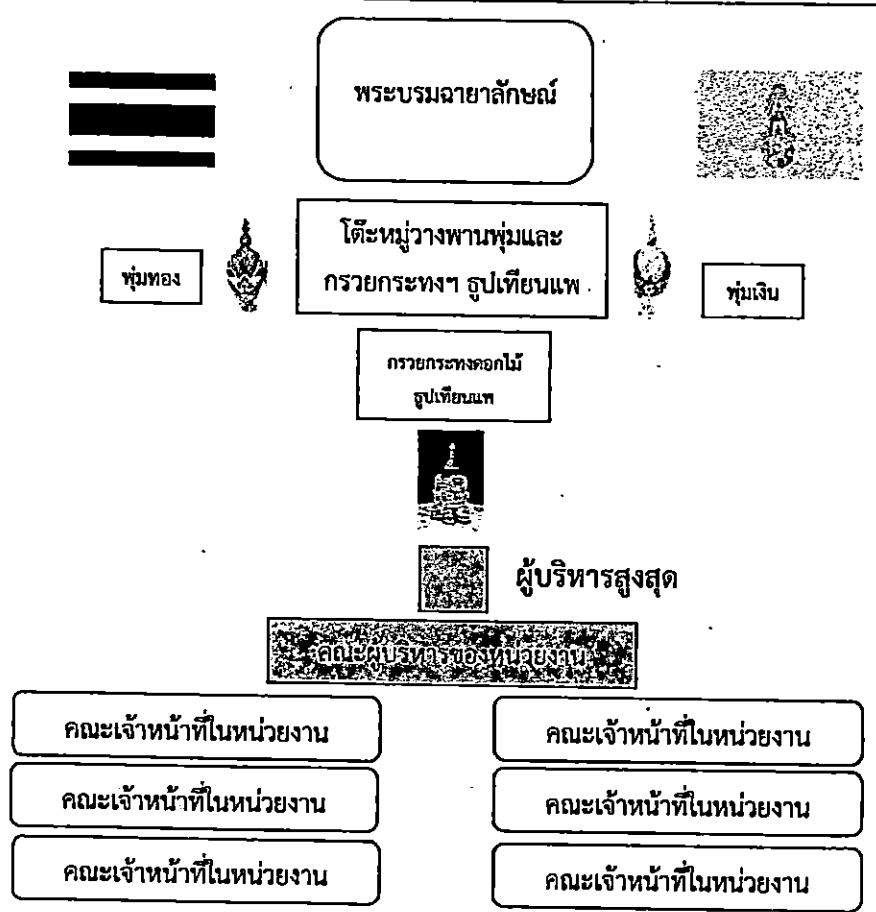 พระบรมฉายาลักษณ์
โต๊ะหมู่วางพานพุ่มและ
กรวยกระทงฯ ธูปเทียนแพ
พุ่มทอง
พุ่มเงิน
กรวยกระทงดอกไม้
ธูปเทียนแพ
ผู้บริหารสูงสุด
คณะผู้บริหารของหน่วยงาน
คณะเจ้าหน้าที่ในหน่วยงาน
คณะเจ้าหน้าที่ในหน่วยงาน
คณะเจ้าหน้าที่ในหน่วยงาน
คณะเจ้าหน้าที่ในหน่วยงาน
คณะเจ้าหน้าที่ในหน่วยงาน
คณะเจ้าหน้าที่ในหน่วยงาน